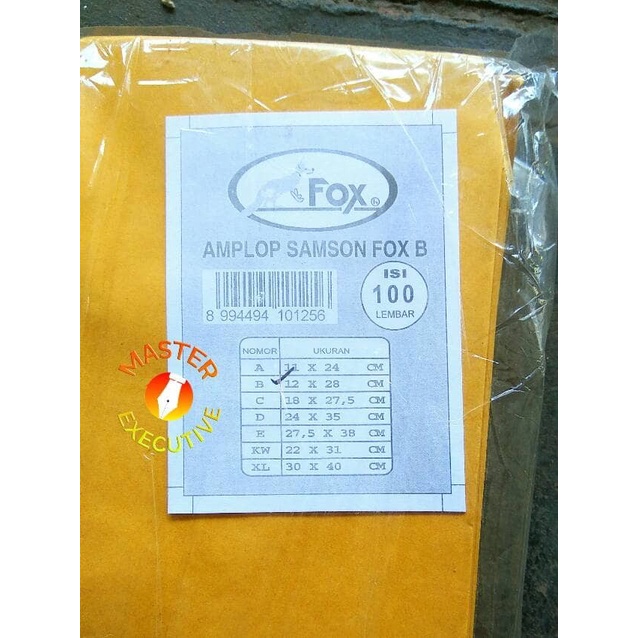 Fox
AMPLOP SAMSON FOX B
8 994494 101256
ISI
100
LEMBAR
NOMOR UKURAN
A 11 X 24 CM
B 12 X 28 CM
C 18 X 27,5 CM
D 24 X 35 CM
E 27,5 X 38 CM
KW 22 X 31 CM
XL 30 X 40 CM
MASTER
EXECUTIVE